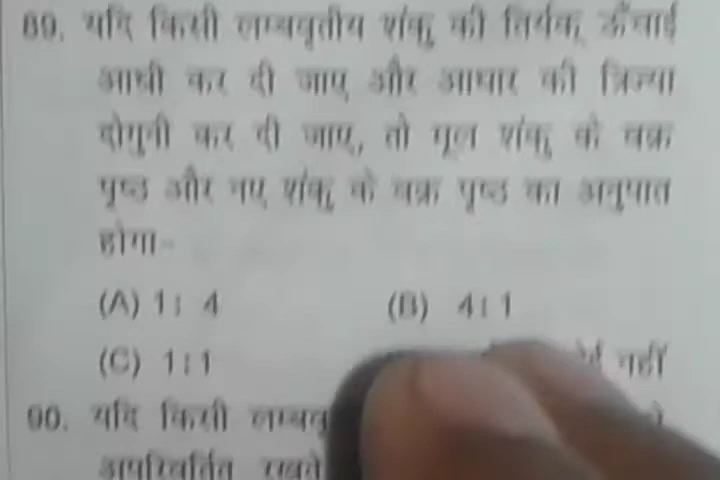 89. यदि किसी लम्बवृतीय शंकु की तिर्यक ऊँचाई
आधी कर दी जाए और आधार की त्रिज्या
दोगुनी कर दी जाए, तो मूल शंकु के वक्र
पृष्ठ और नए शंकु के वक्र पृष्ठ का अनुपात
होगा-
(A) 1 : 4 (B) 4 : 1
(C) 1 : 1 नहीं
90. यदि किसी
अपरिवर्तित रखते